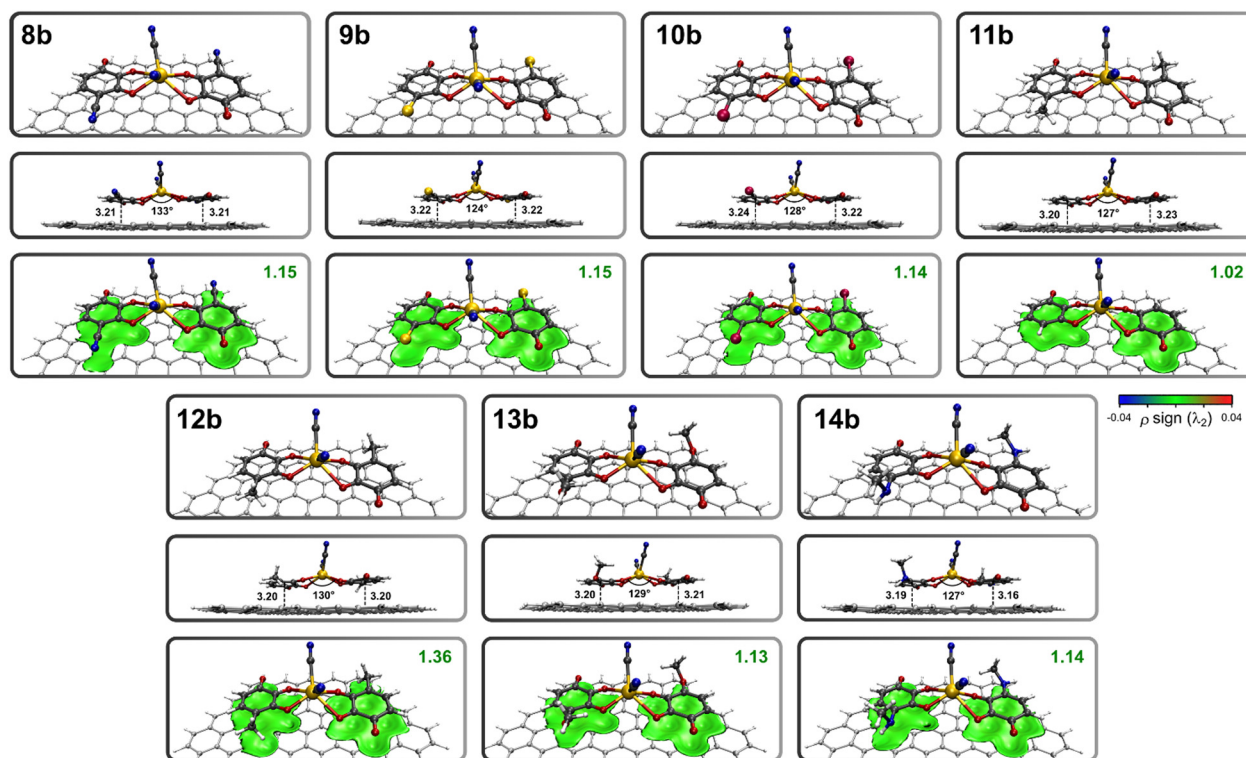 8b
9b
10b
11b
3.21 133° 3.21
3.22 124° 3.22
3.24 128° 3.22
3.20 127° 3.23
1.15
1.15
1.14
1.02
12b
13b
14b
-0.04 ρ sign (λ₂) 0.04
3.20 130° 3.20
3.20 129° 3.21
3.19 127° 3.16
1.36
1.13
1.14